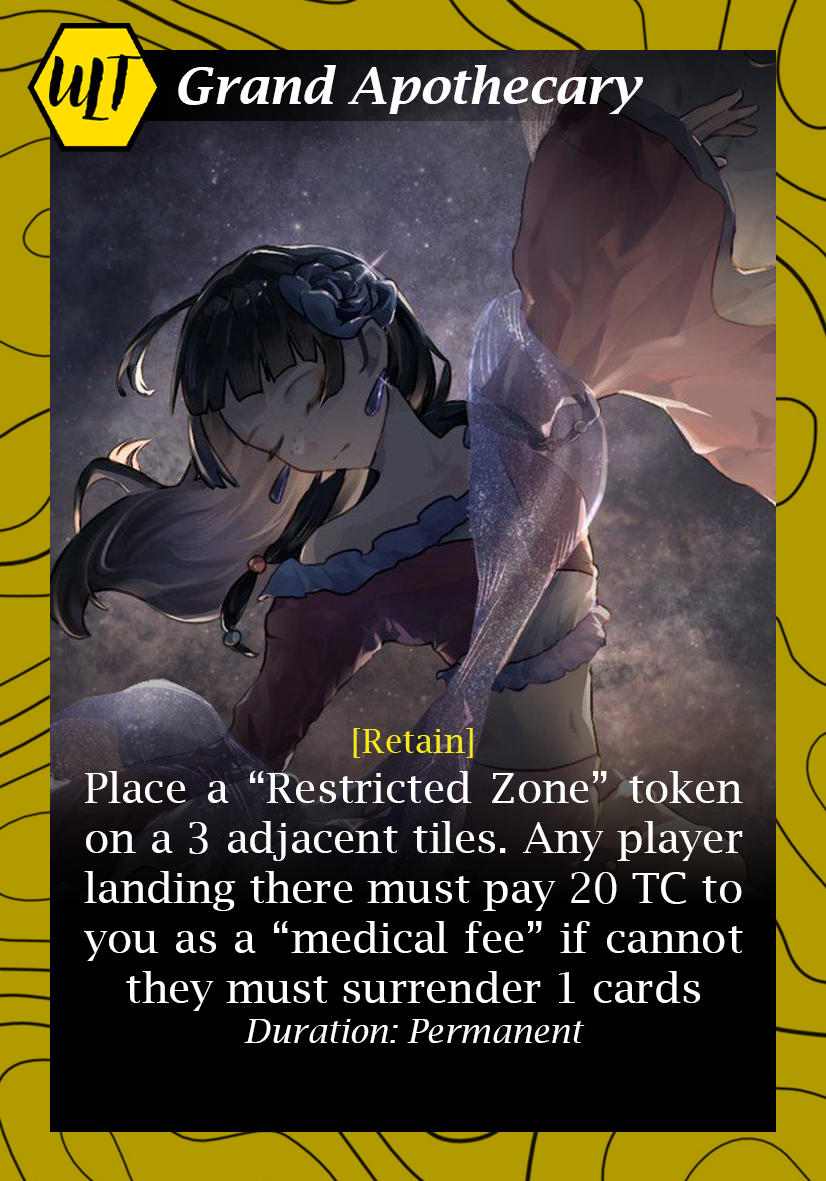 ULT
Grand Apothecary
[Retain]
Place a “Restricted Zone” token
on a 3 adjacent tiles. Any player
landing there must pay 20 TC to
you as a “medical fee” if cannot
they must surrender 1 cards
Duration: Permanent